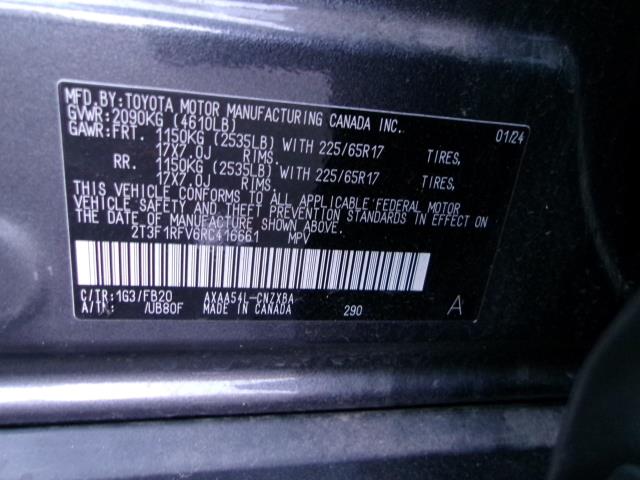 MFD.BY:TOYOTA MOTOR MANUFACTURING CANADA INC. 01/24
GVWR:2090KG (4610LB)
GAWR:FRT. 1150KG (2535LB) WITH 225/65R17 TIRES,
17X7.0J RIMS.
RR. 1150KG (2535LB) WITH 225/65R17 TIRES,
17X7.0J RIMS.
THIS VEHICLE CONFORMS TO ALL APPLICABLE FEDERAL MOTOR
VEHICLE SAFETY AND THEFT PREVENTION STANDARDS IN EFFECT
ON THE DATE OF MANUFACTURE SHOWN ABOVE.
2T3F1RFV6RC416661 MPV
C/TR:1G3/FB20 AXAA54L-CNZXBA
A/TM: /UB80F MADE IN CANADA 290 A